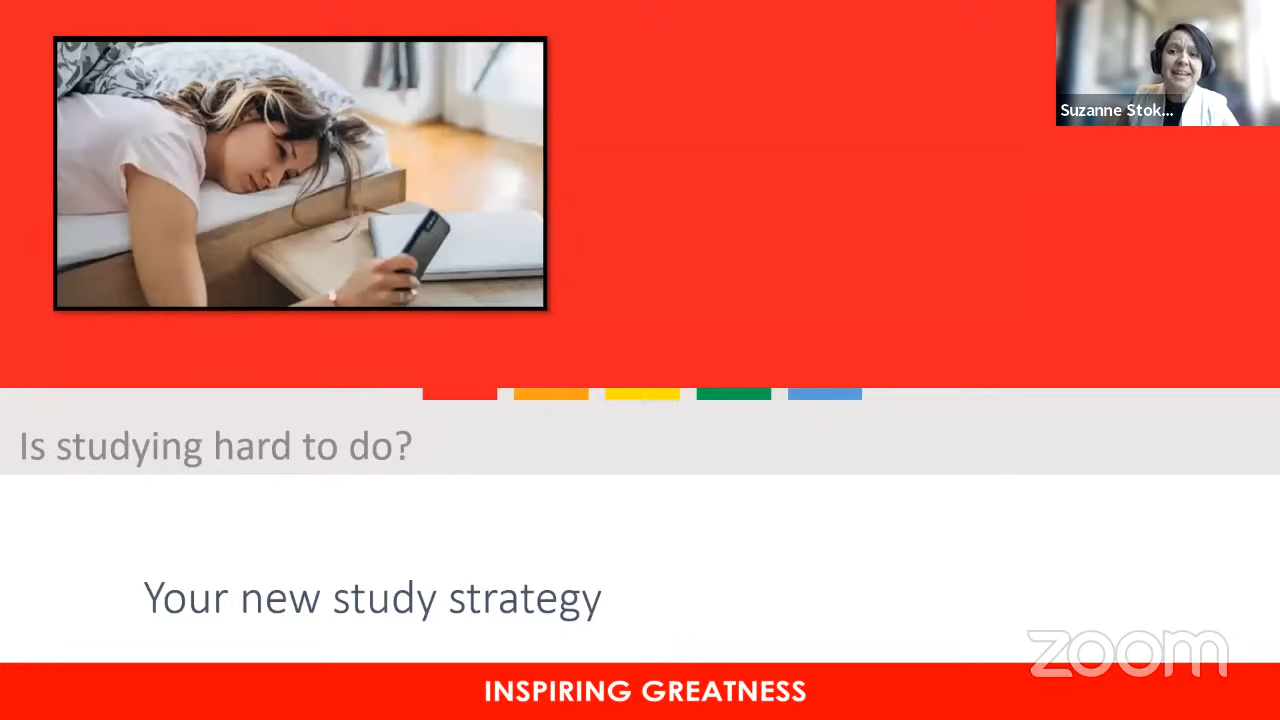 Suzanne Stok...
Is studying hard to do?
Your new study strategy
zoom
INSPIRING GREATNESS